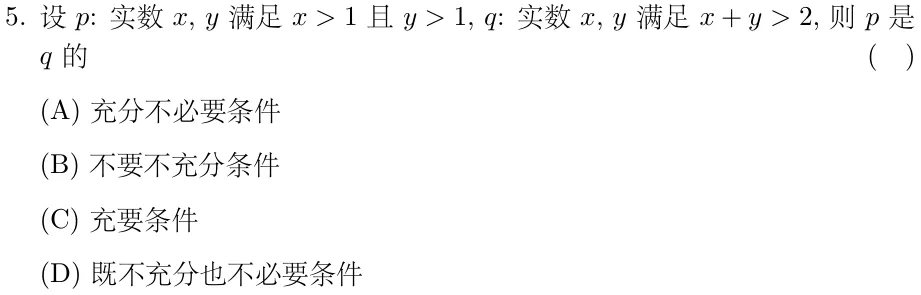 5. 设 p: 实数 x, y 满足 x > 1 且 y > 1, q: 实数 x, y 满足 x + y > 2, 则 p 是
q 的 ( )
(A) 充分不必要条件
(B) 不要不充分条件
(C) 充要条件
(D) 既不充分也不必要条件